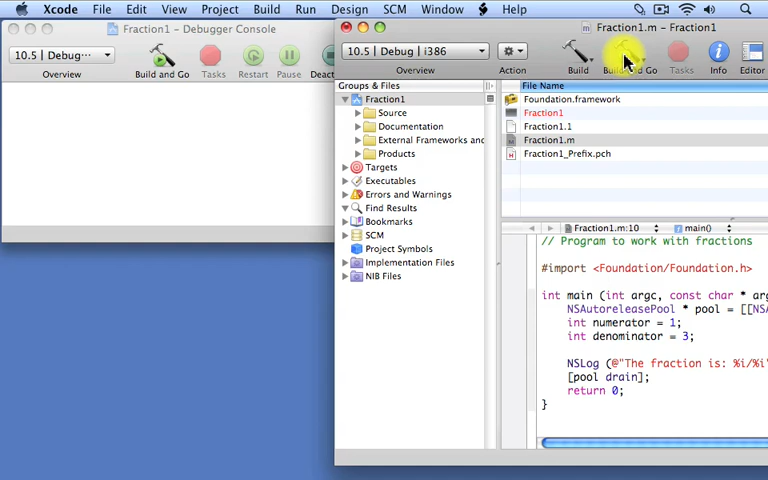 Xcode File Edit View Project Build Run Design SCM Window Help
Fraction1 - Debugger Console
10.5 | Debug...
Overview
Build and Go
Tasks
Restart
Pause
Deact
Fraction1.m – Fraction1
10.5 | Debug | i386
Overview
Action
Build
Build and Go
Tasks
Info
Editor
Groups & Files
Fraction1
Source
Documentation
External Frameworks and
Products
Targets
Executables
Errors and Warnings
Find Results
Bookmarks
SCM
Project Symbols
Implementation Files
NIB Files
File Name
Foundation.framework
Fraction1
Fraction1.1
Fraction1.m
Fraction1_Prefix.pch
Fraction1.m:10
main()
// Program to work with fractions
#import <Foundation/Foundation.h>
int main (int argc, const char * arg
NSAutoreleasePool * pool = [[NSA
int numerator = 1;
int denominator = 3;
NSLog (@"The fraction is: %i/%i"
[pool drain];
return 0;
}